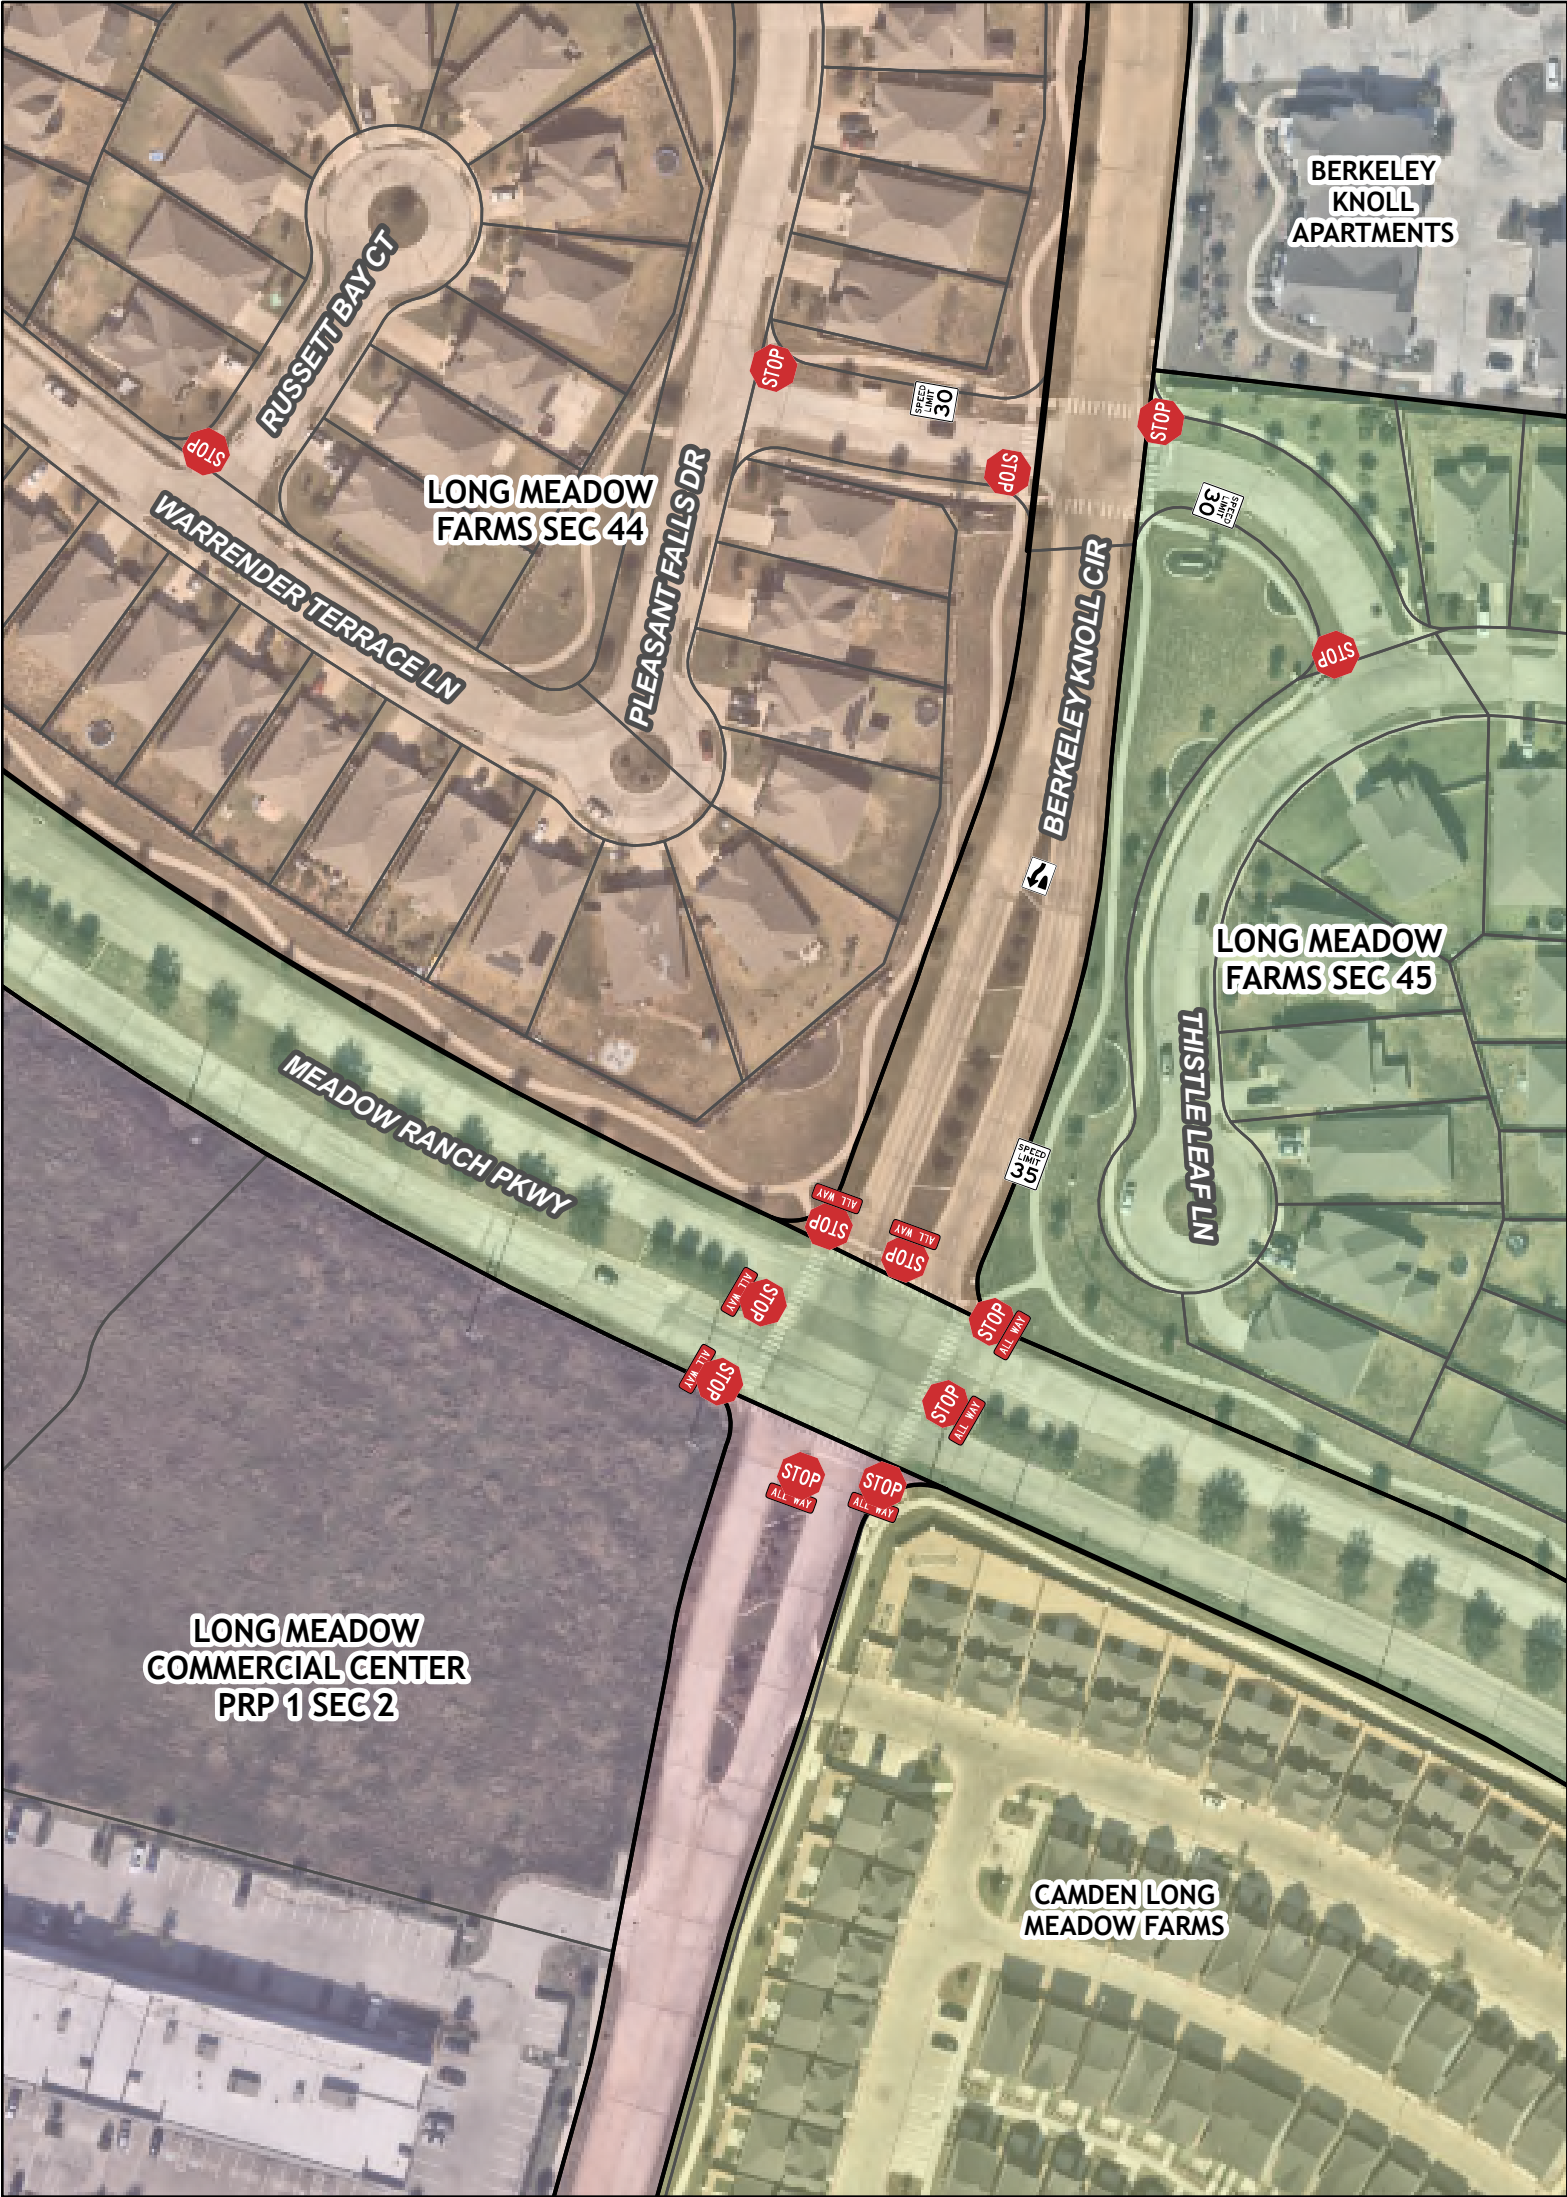 BERKELEY
KNOLL
APARTMENTS
RUSSETT BAY CT
STOP
SPEED
LIMIT
30
STOP
STOP
STOP
STOP
SPEED
LIMIT
30
LONG MEADOW
FARMS SEC 44
WARRENDER TERRACE LN
PLEASANT FALLS DR
BERKELEY KNOLL CIR
STOP
LONG MEADOW
FARMS SEC 45
THISTLELEAF LN
MEADOW RANCH PKWY
SPEED
LIMIT
35
ALL WAY
STOP
ALL WAY
STOP
ALL WAY
STOP
STOP
ALL WAY
ALL WAY
STOP
STOP
ALL WAY
STOP
ALL WAY
STOP
ALL WAY
LONG MEADOW
COMMERCIAL CENTER
PRP 1 SEC 2
CAMDEN LONG
MEADOW FARMS